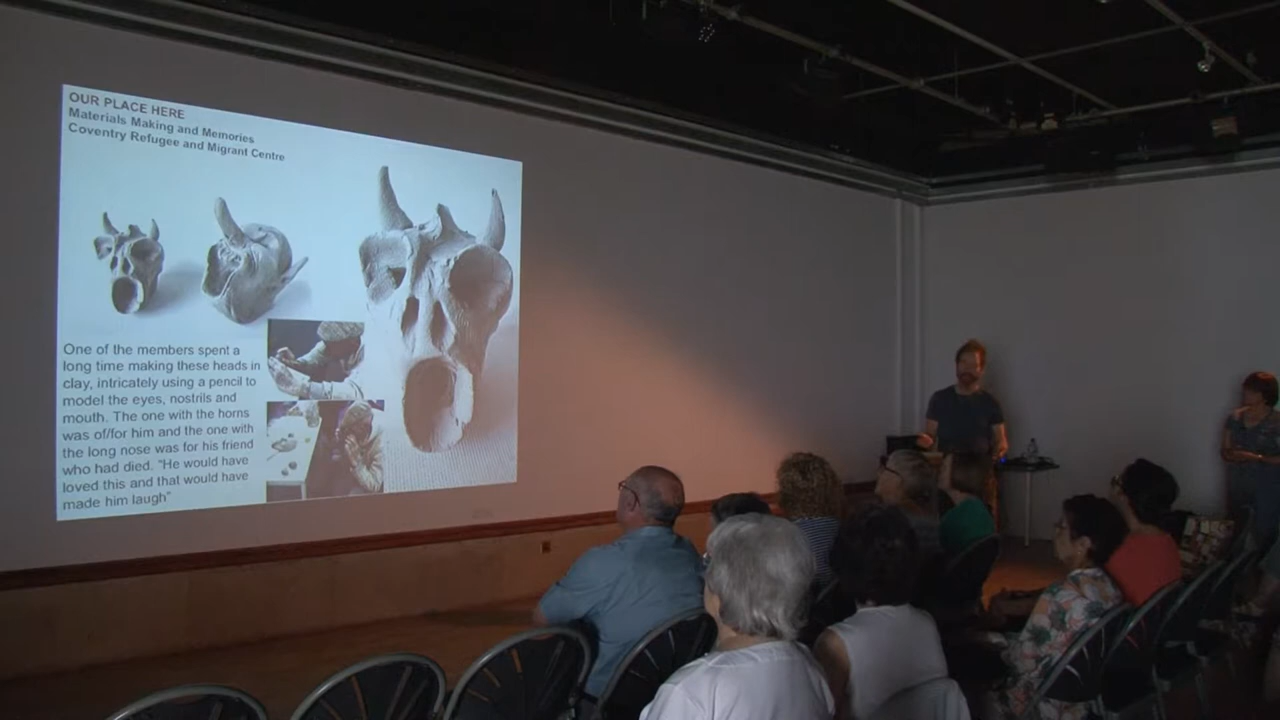 OUR PLACE HERE
Materials Making and Memories
Coventry Refugee and Migrant Centre
One of the members spent a
long time making these heads in
clay, intricately using a pencil to
model the eyes, nostrils and
mouth. The one with the horns
was of/for him and the one with
the long nose was for his friend
who had died. "He would have
loved this and that would have
made him laugh"